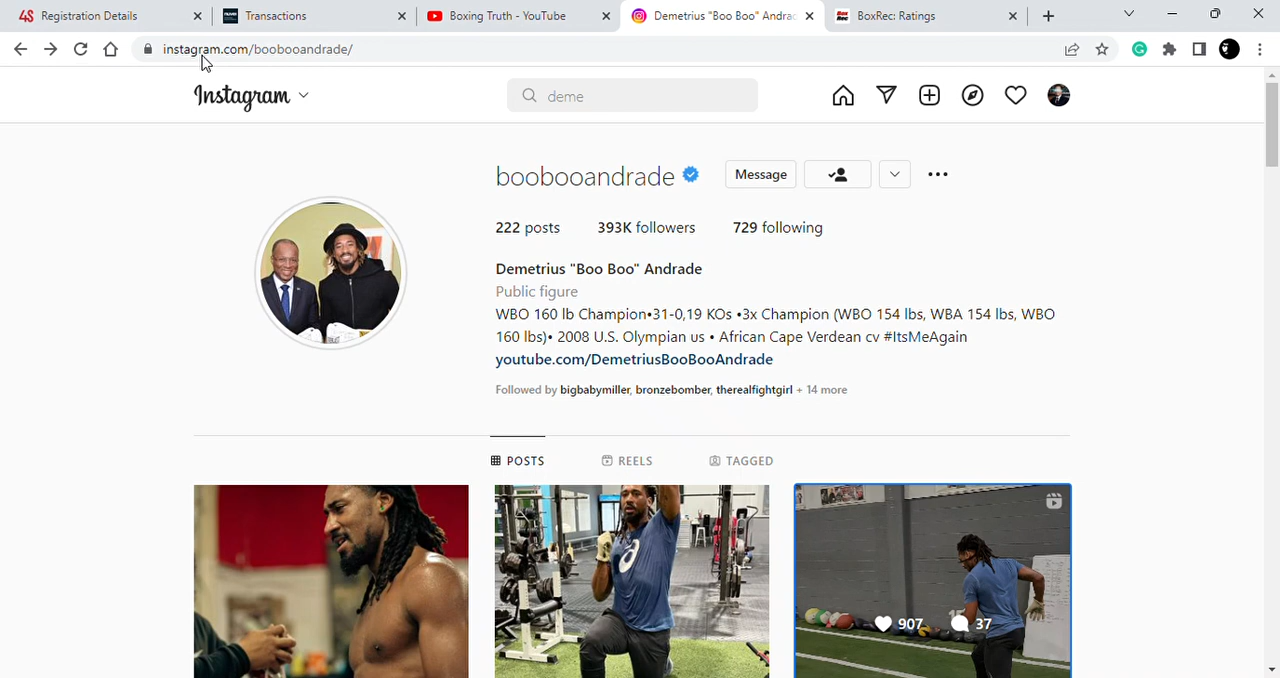 Registration Details
Transactions
Boxing Truth - YouTube
Demetrius "Boo Boo" Andrad
BoxRec: Ratings
instagram.com/boobooandrade/
Instagram
deme
boobooandrade
Message
222 posts
393K followers
729 following
Demetrius "Boo Boo" Andrade
Public figure
WBO 160 lb Champion•31-0,19 KOs •3x Champion (WBO 154 lbs, WBA 154 lbs, WBO
160 lbs)• 2008 U.S. Olympian us • African Cape Verdean cv #ItsMeAgain
youtube.com/DemetriusBooBooAndrade
Followed by bigbabymiller, bronzebomber, therealfightgirl + 14 more
POSTS
REELS
TAGGED
907
37